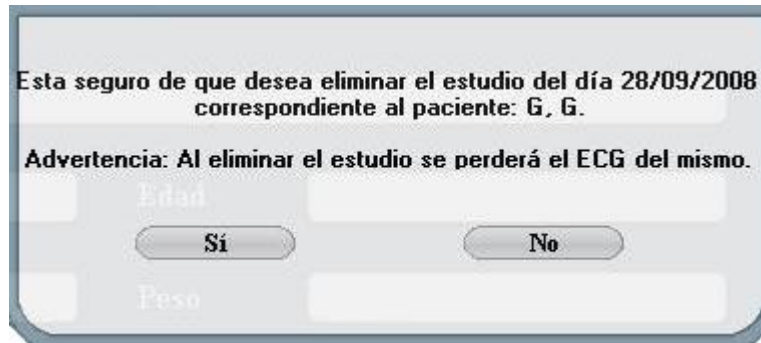 Esta seguro de que desea eliminar el estudio del día 28/09/2008
correspondiente al paciente: G, G.
Advertencia: Al eliminar el estudio se perderá el ECG del mismo.
Edad
Sí No
Peso